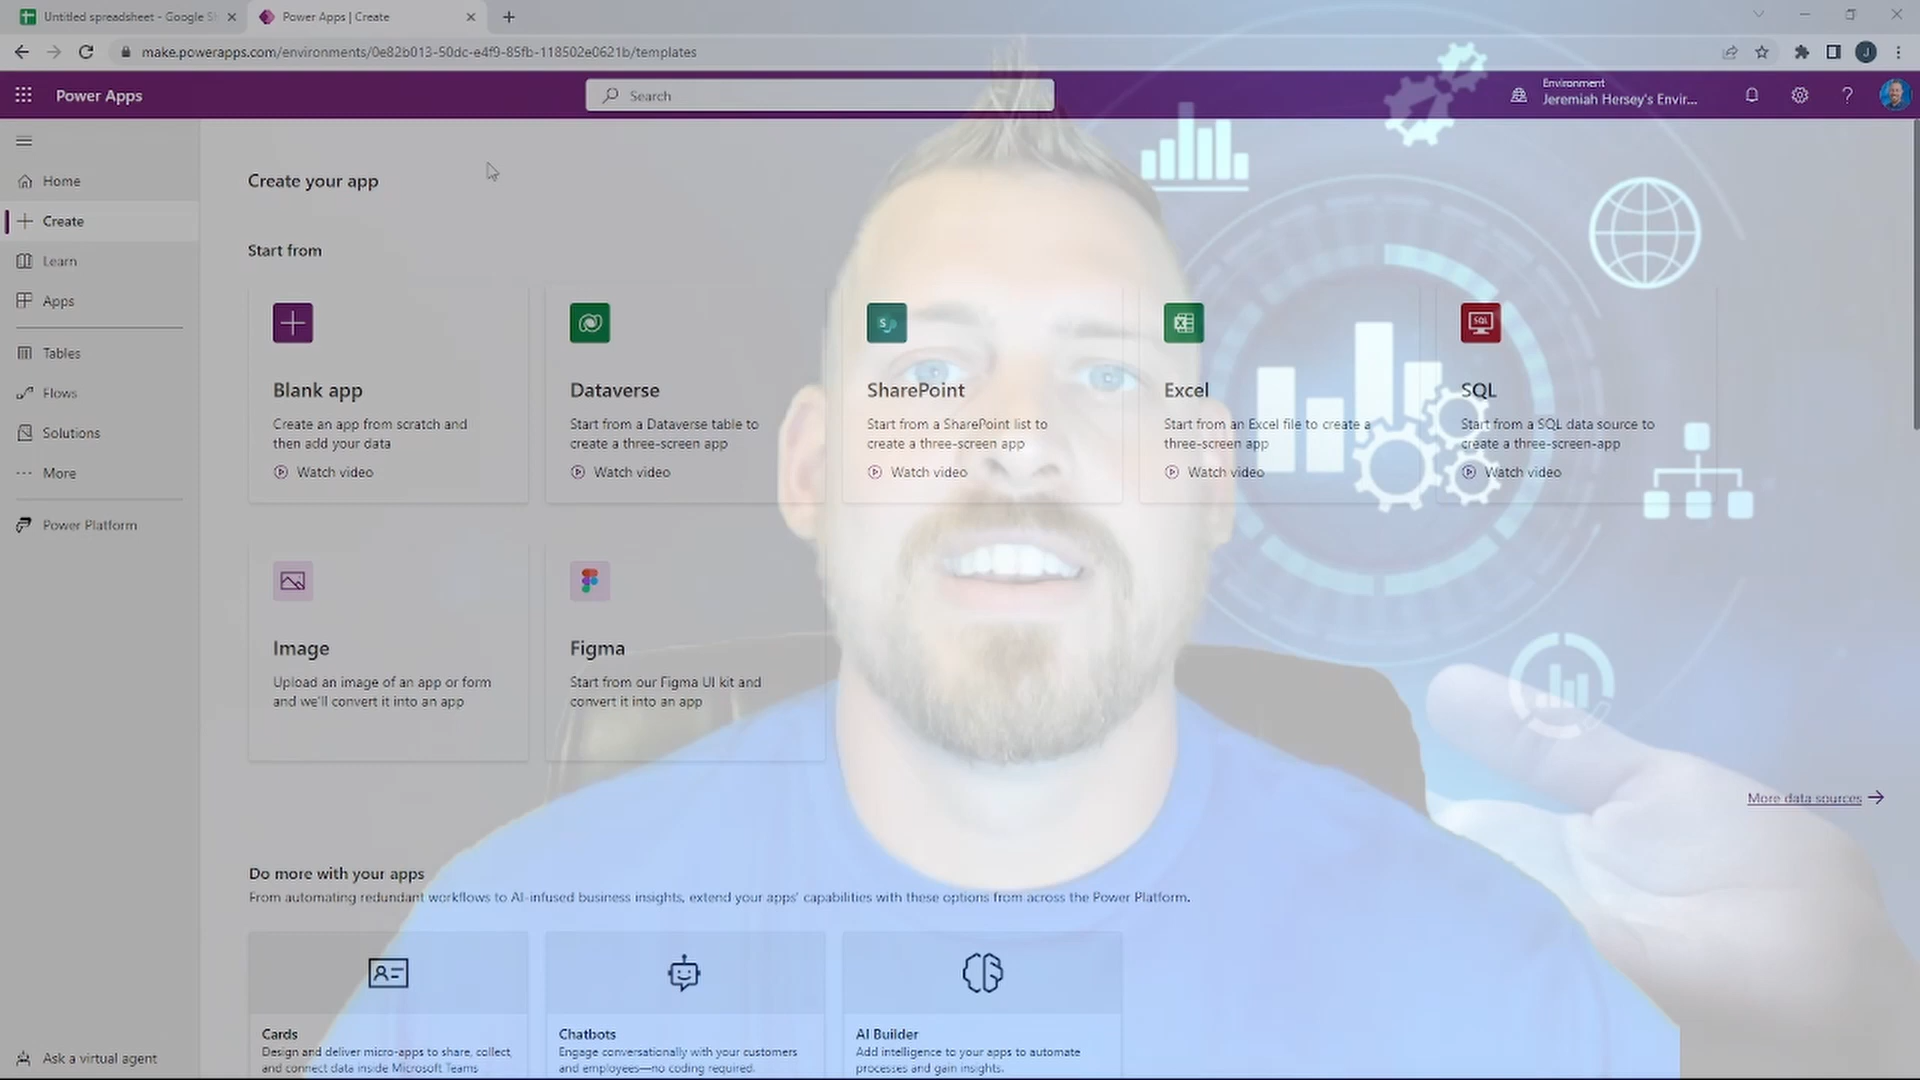 Untitled spreadsheet - Google Sh
Power Apps | Create
make.powerapps.com/environments/0e82b013-50dc-e4f9-85fb-118502e0621b/templates
Power Apps
Search
Environment
Jeremiah Hersey's Envir...
J
Home
Create
Learn
Apps
Tables
Flows
Solutions
More
Power Platform
Ask a virtual agent
Create your app
Start from
Blank app
Create an app from scratch and
then add your data
Watch video
Dataverse
Start from a Dataverse table to
create a three-screen app
Watch video
S
SharePoint
Start from a SharePoint list to
create a three-screen app
Watch video
Excel
Start from an Excel file to create a
three-screen app
Watch video
SQL
SQL
Start from a SQL data source to
create a three-screen-app
Watch video
Image
Upload an image of an app or form
and we'll convert it into an app
Figma
Start from our Figma UI kit and
convert it into an app
More data sources
Do more with your apps
From automating redundant workflows to AI-infused business insights, extend your apps' capabilities with these options from across the Power Platform.
Cards
Design and deliver micro-apps to share, collect,
and connect data inside Microsoft Teams
Chatbots
Engage conversationally with your customers
and employees—no coding required.
AI Builder
Add intelligence to your apps to automate
processes and gain insights.